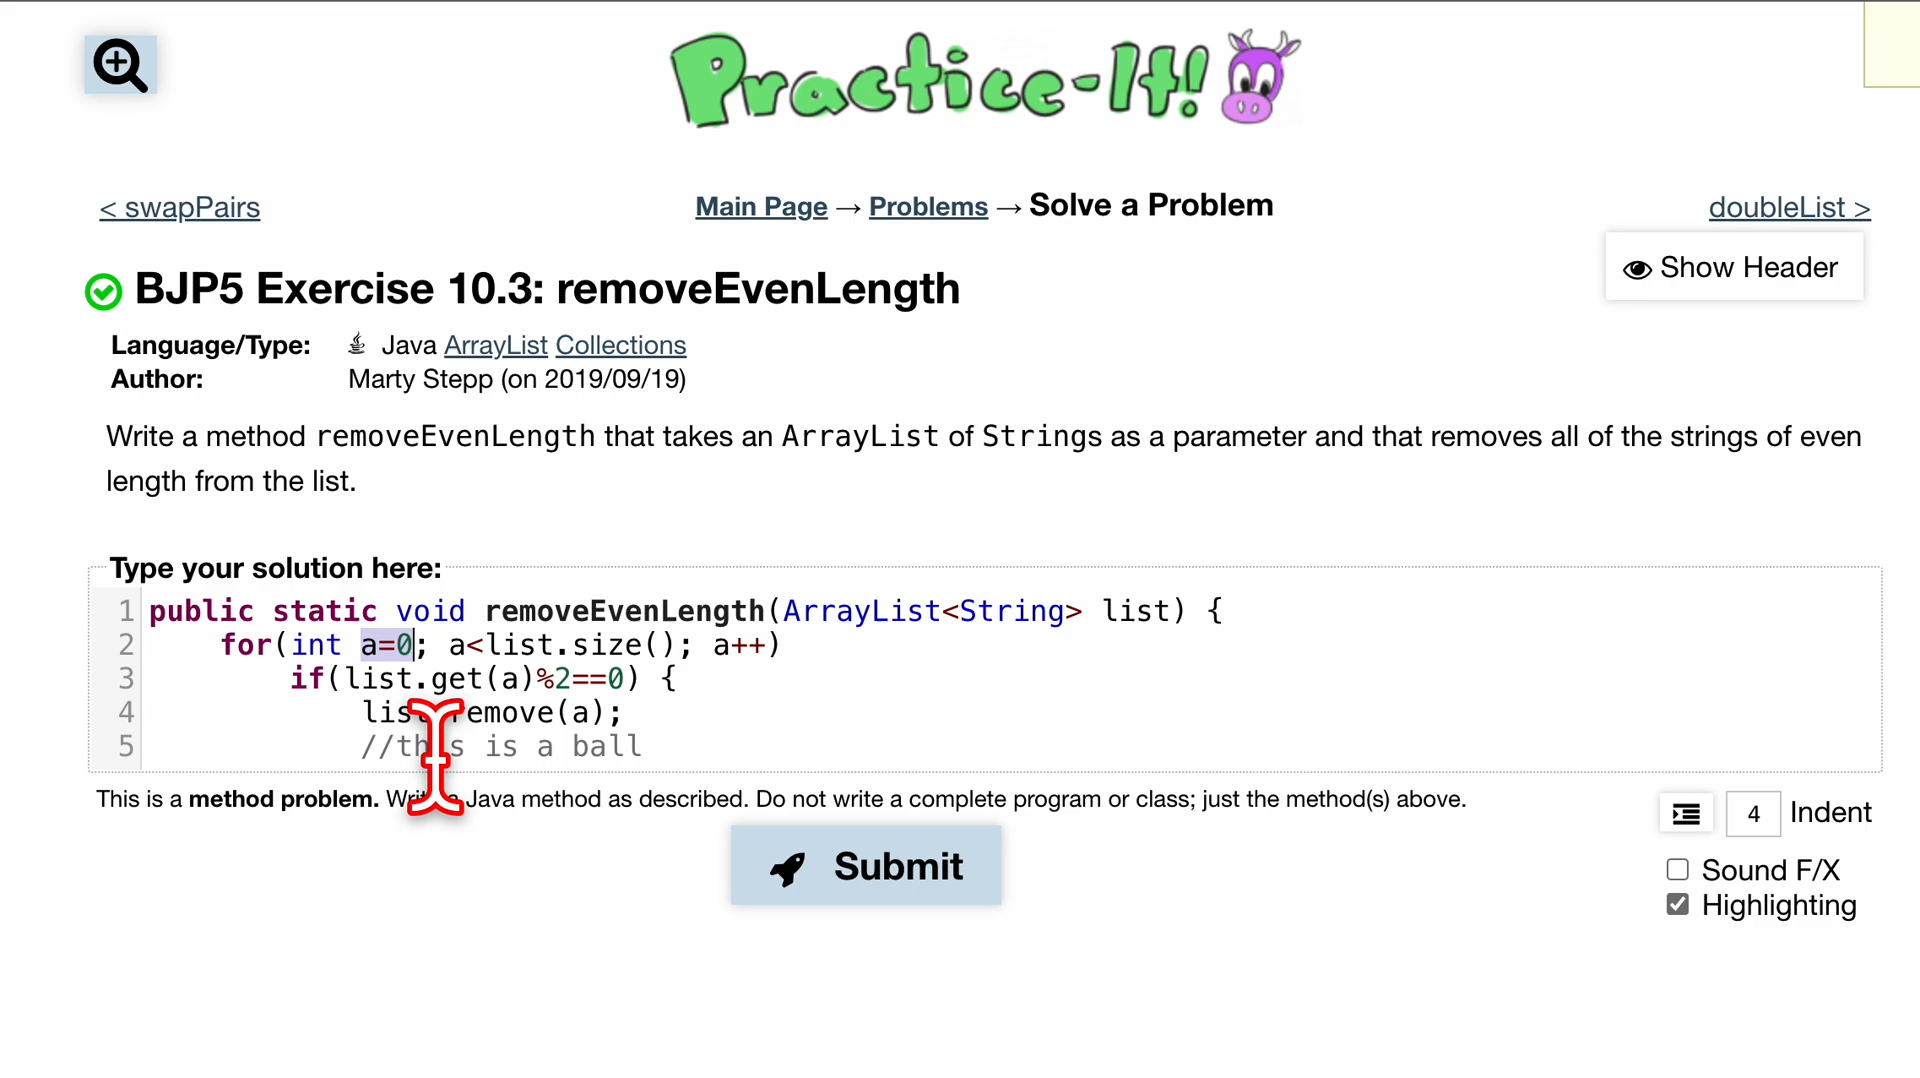 Practice-It!
< swapPairs
Main Page → Problems → Solve a Problem
doubleList >
Show Header
BJP5 Exercise 10.3: removeEvenLength
Language/Type: Java ArrayList Collections
Author: Marty Stepp (on 2019/09/19)
Write a method removeEvenLength that takes an ArrayList of Strings as a parameter and that removes all of the strings of even
length from the list.
Type your solution here:
1 public static void removeEvenLength(ArrayList<String> list) {
2 for(int a=0; a<list.size(); a++)
3 if(list.get(a)%2==0) {
4 list.remove(a);
5 //this is a ball
This is a method problem. Write a Java method as described. Do not write a complete program or class; just the method(s) above.
4 Indent
Submit
Sound F/X
Highlighting